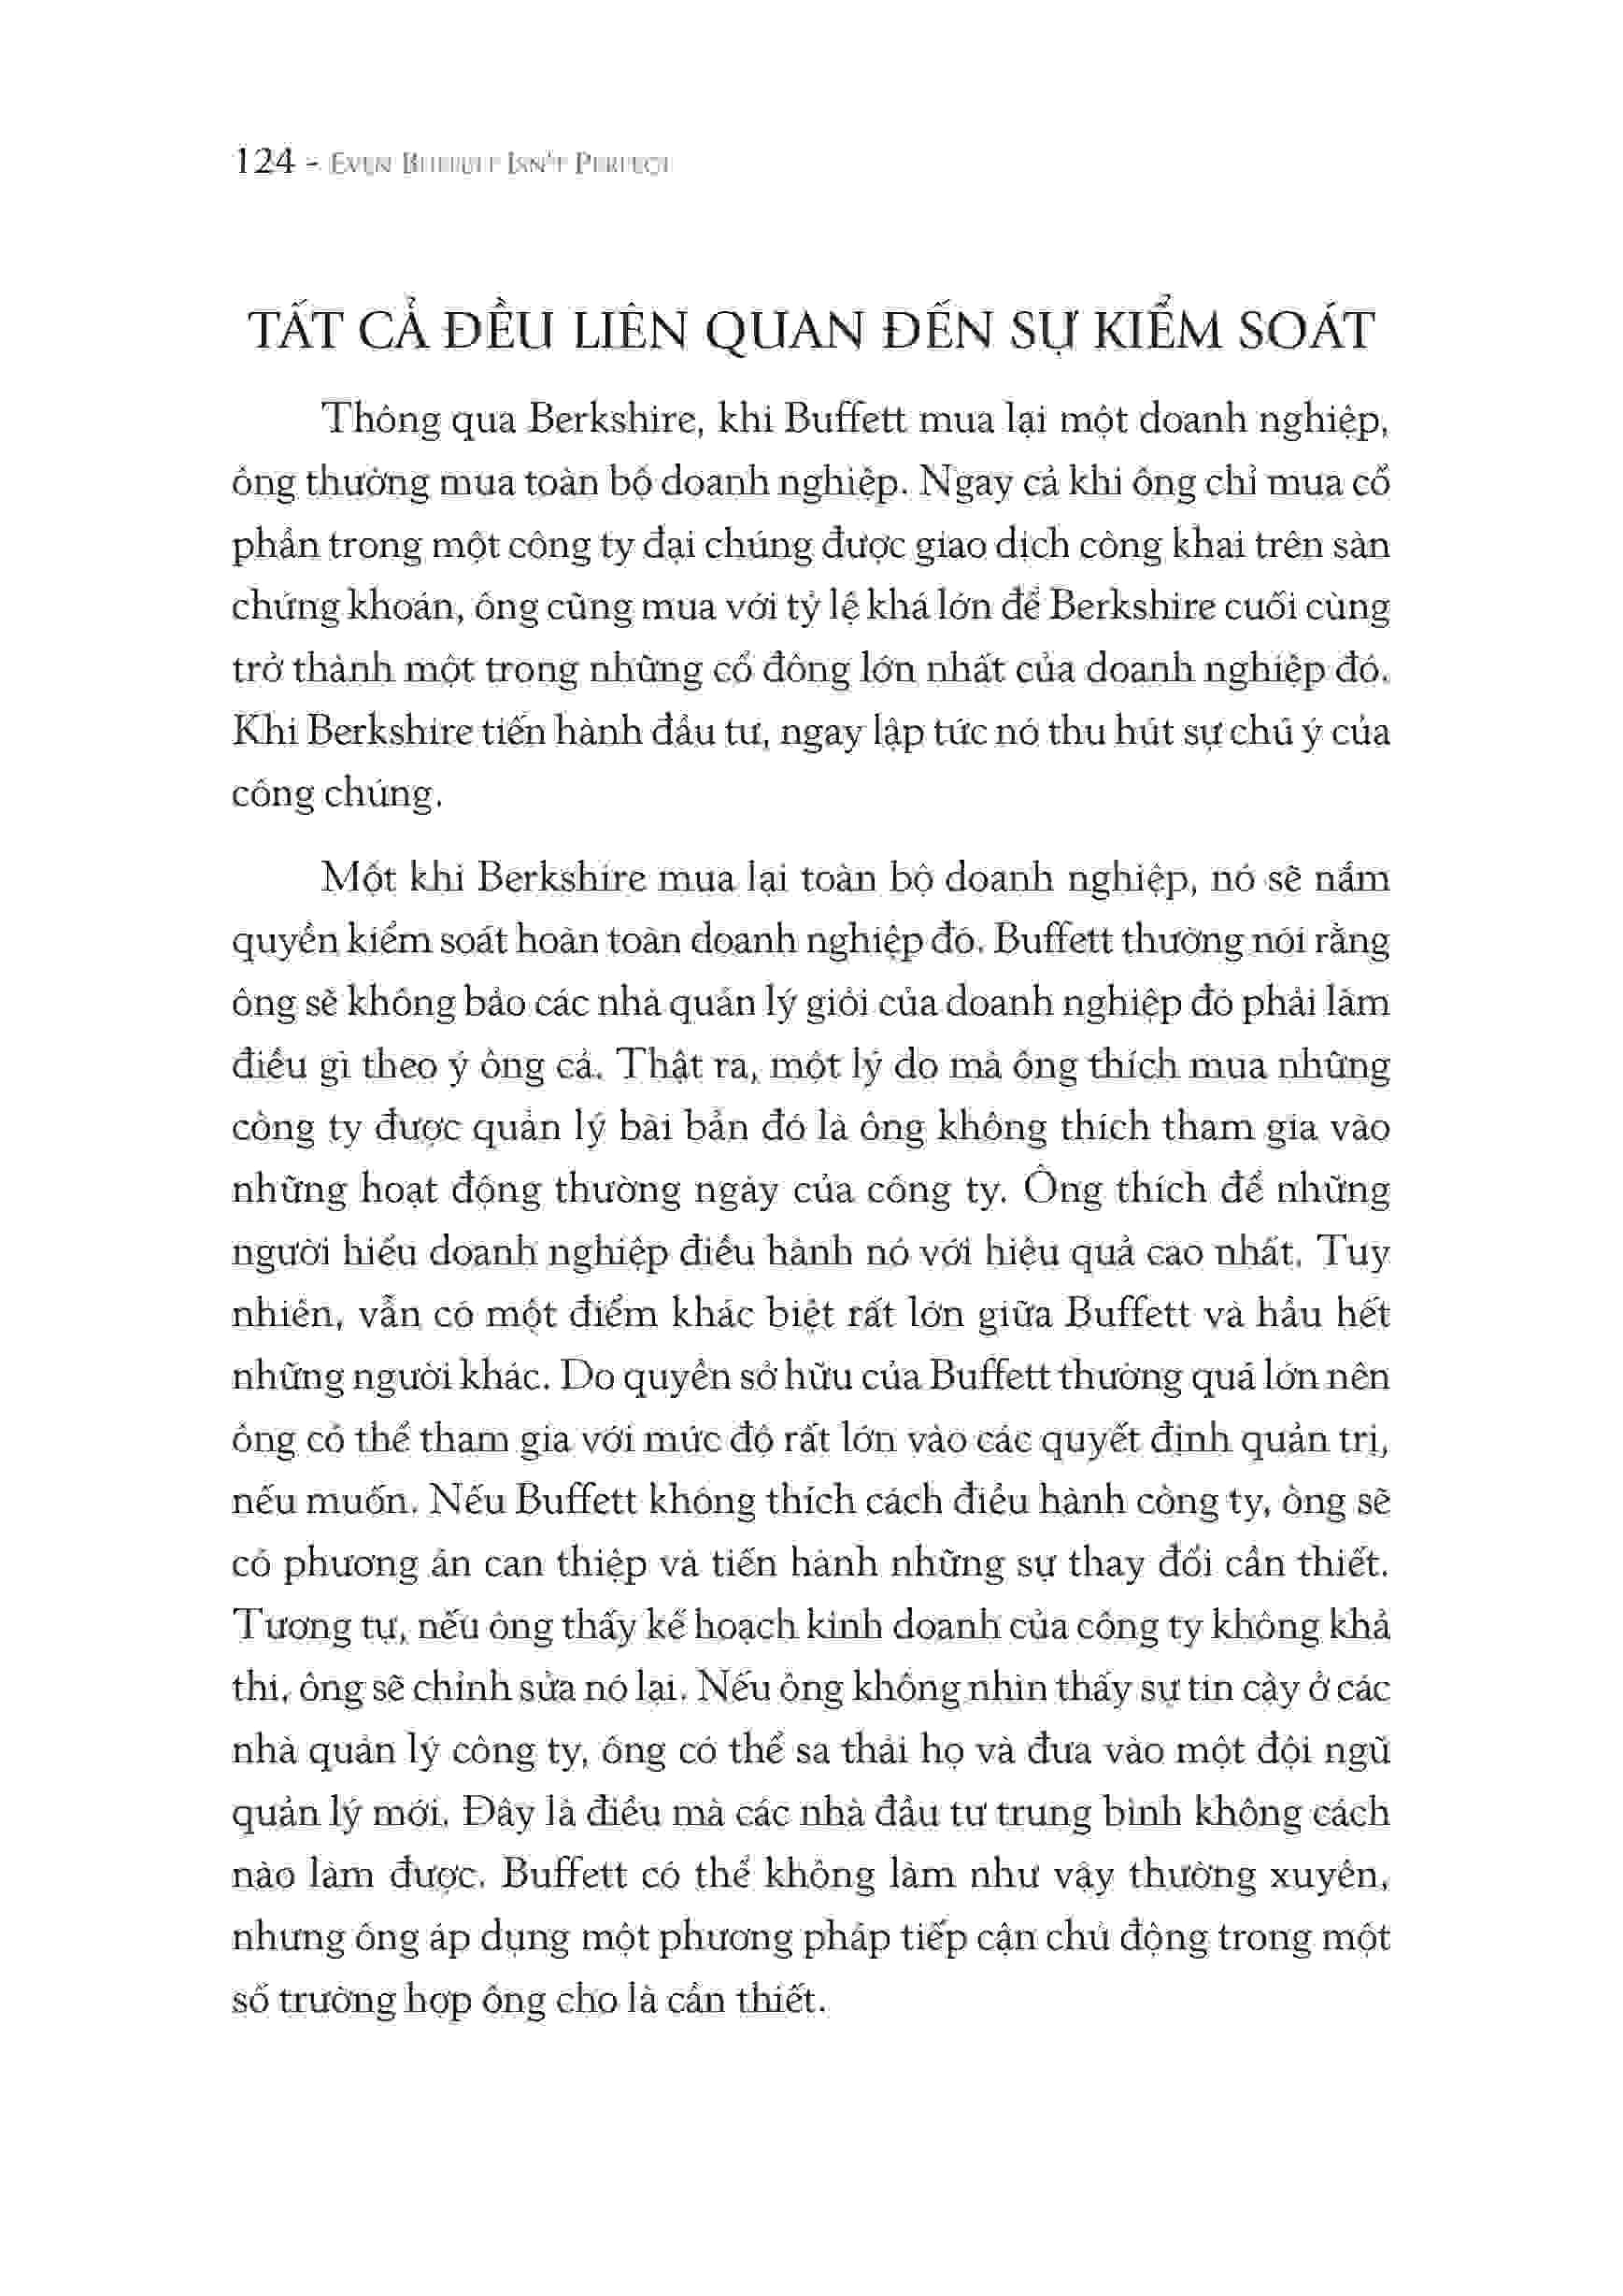 124 - EVEN BUFFETT ISN'T PERFECT
TẤT CẢ ĐỀU LIÊN QUAN ĐẾN SỰ KIỂM SOÁT
Thông qua Berkshire, khi Buffett mua lại một doanh nghiệp,
ông thường mua toàn bộ doanh nghiệp. Ngay cả khi ông chỉ mua cổ
phần trong một công ty đại chúng được giao dịch công khai trên sàn
chứng khoán, ông cũng mua với tỷ lệ khá lớn để Berkshire cuối cùng
trở thành một trong những cổ đông lớn nhất của doanh nghiệp đó.
Khi Berkshire tiến hành đầu tư, ngay lập tức nó thu hút sự chú ý của
công chúng.
Một khi Berkshire mua lại toàn bộ doanh nghiệp, nó sẽ nắm
quyền kiểm soát hoàn toàn doanh nghiệp đó. Buffett thường nói rằng
ông sẽ không bảo các nhà quản lý giỏi của doanh nghiệp đó phải làm
điều gì theo ý ông cả. Thật ra, một lý do mà ông thích mua những
công ty được quản lý bài bản đó là ông không thích tham gia vào
những hoạt động thường ngày của công ty. Ông thích để những
người hiểu doanh nghiệp điều hành nó với hiệu quả cao nhất. Tuy
nhiên, vẫn có một điểm khác biệt rất lớn giữa Buffett và hầu hết
những người khác. Do quyền sở hữu của Buffett thường quá lớn nên
ông có thể tham gia với mức độ rất lớn vào các quyết định quản trị,
nếu muốn. Nếu Buffett không thích cách điều hành công ty, ông sẽ
có phương án can thiệp và tiến hành những sự thay đổi cần thiết.
Tương tự, nếu ông thấy kế hoạch kinh doanh của công ty không khả
thi, ông sẽ chỉnh sửa nó lại. Nếu ông không nhìn thấy sự tin cậy ở các
nhà quản lý công ty, ông có thể sa thải họ và đưa vào một đội ngũ
quản lý mới. Đây là điều mà các nhà đầu tư trung bình không cách
nào làm được. Buffett có thể không làm như vậy thường xuyên,
nhưng ông áp dụng một phương pháp tiếp cận chủ động trong một
số trường hợp ông cho là cần thiết.